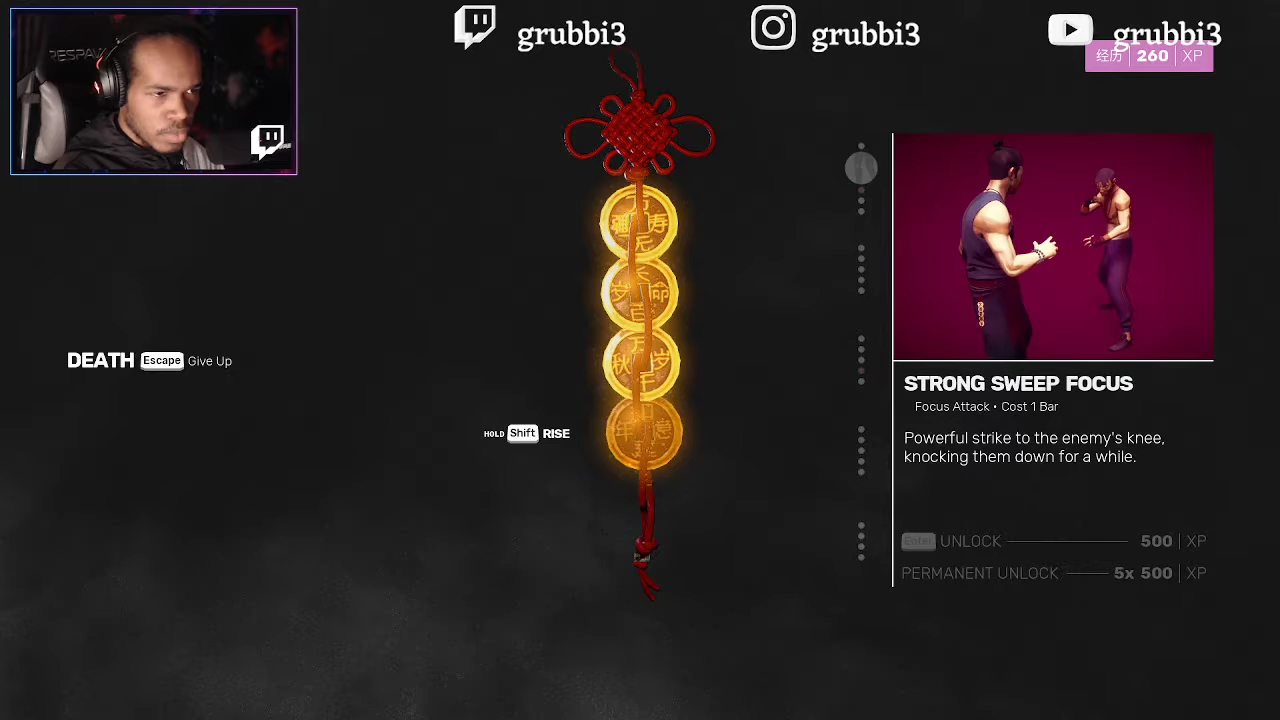 RESPAW
grubbi3
grubbi3
grubbi3
经历 260 XP
DEATH Escape Give Up
HOLD Shift RISE
STRONG SWEEP FOCUS
Focus Attack • Cost 1 Bar
Powerful strike to the enemy's knee,
knocking them down for a while.
Enter UNLOCK 500 XP
PERMANENT UNLOCK 5x 500 XP